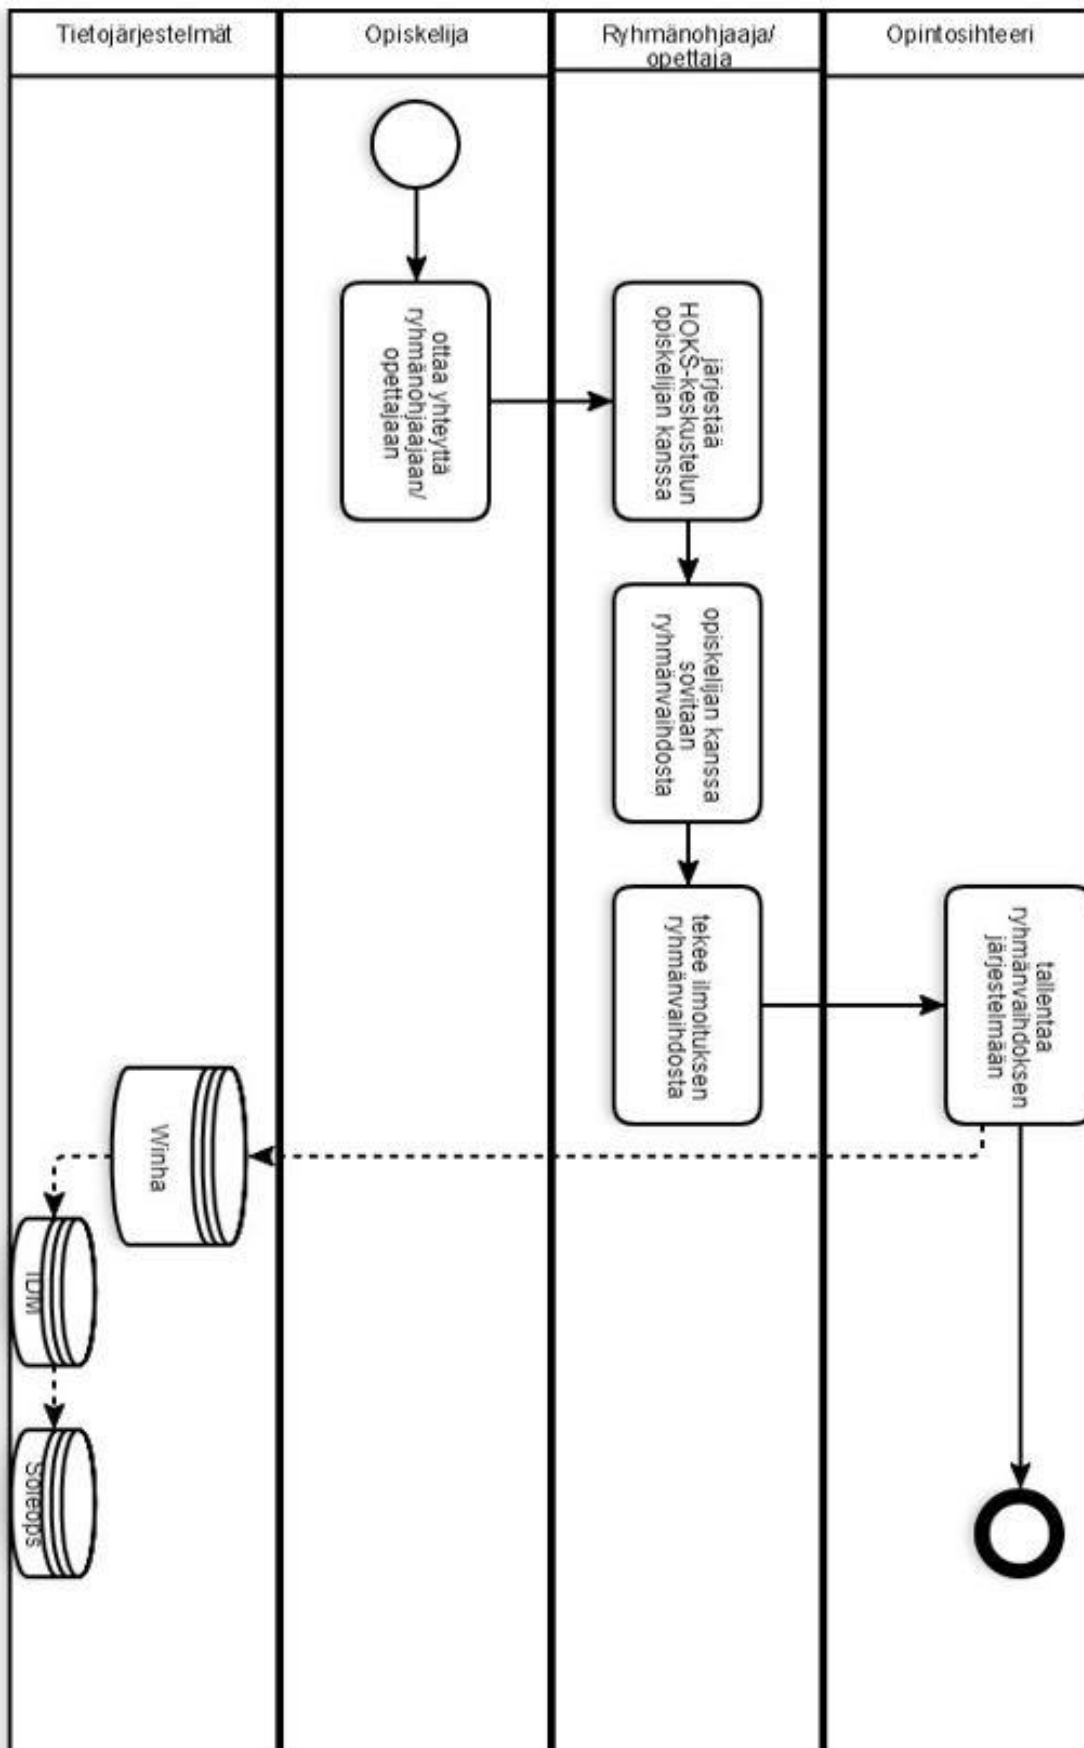 Tietojärjestelmät
Opiskelija
Ryhmänohjaaja/
opettaja
Opintosihteeri
ottaa yhteyttä
ryhmänohjaajaan/
opettajaan
järjestää
HOKS-keskustelun
opiskelijan kanssa
opiskelijan kanssa
sovitaan
ryhmänvaihdosta
tekee ilmoituksen
ryhmänvaihdosta
tallentaa
ryhmänvaihdoksen
järjestelmään
Winha
IDM
Soleops